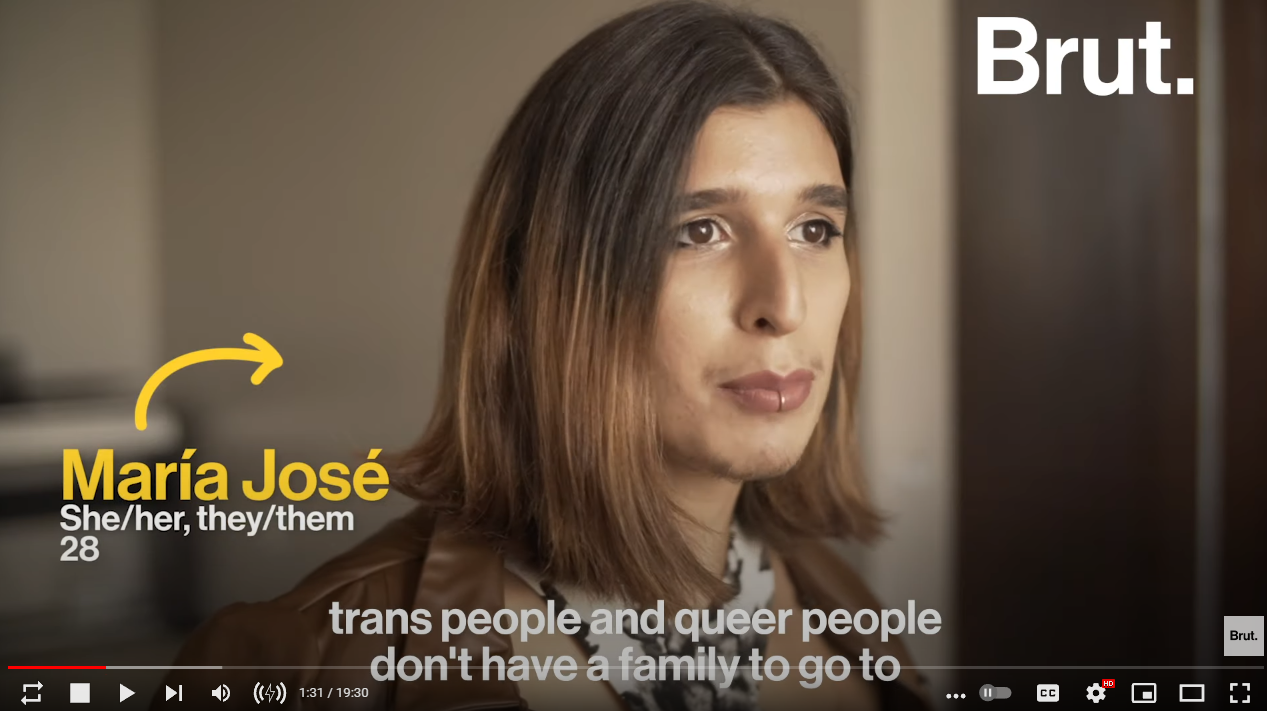 Brut.
María José
She/her, they/them
28
trans people and queer people
don't have a family to go to
Brut.
1:31 / 19:30
CC
HD